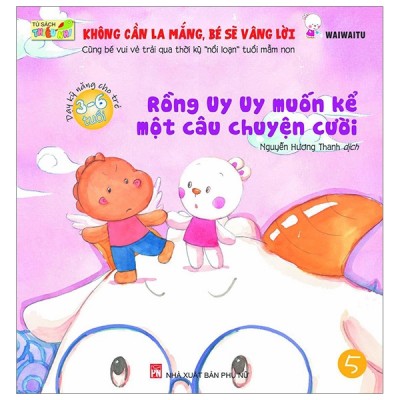 TỦ SÁCH
KHÔNG CẦN LA MẮNG, BÉ SẼ VÂNG LỜI
WAIWAITU
Cùng bé vui vẻ trải qua thời kỳ "nổi loạn" tuổi mầm non
Dạy kỹ năng cho trẻ
3-6
tuổi
Rồng Uy Uy muốn kể
một câu chuyện cười
Nguyễn Hương Thanh dịch
NHÀ XUẤT BẢN PHỤ NỮ
5